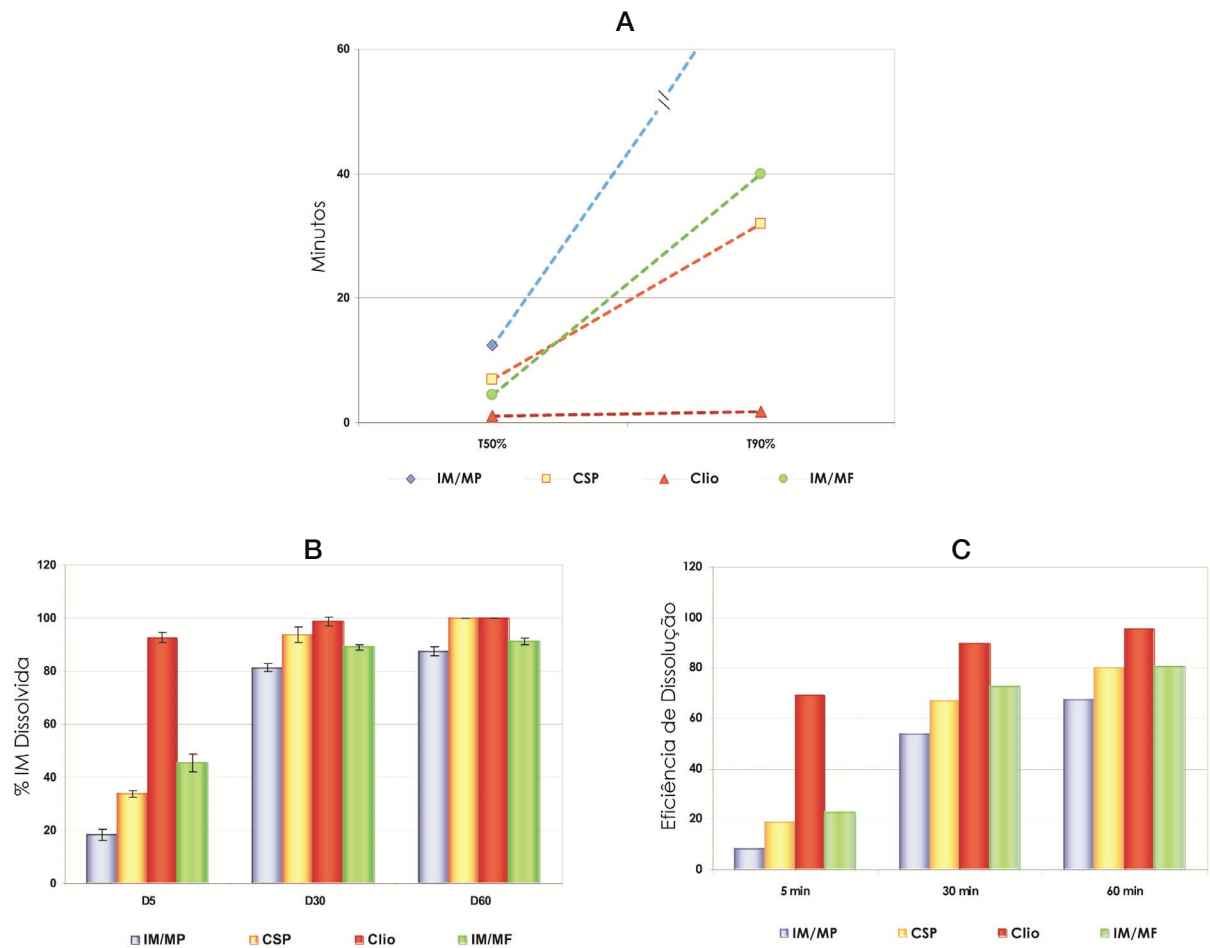 A
60
40
20
0
Minutos
T50% T90%
IM/MP CSP Clio IM/MF
B
120
100
80
60
40
20
0
% IM Dissolvida
D5 D30 D60
IM/MP CSP Clio IM/MF
C
120
100
80
60
40
20
0
Eficiência de Dissolução
5 min 30 min 60 min
IM/MP CSP Clio IM/MF